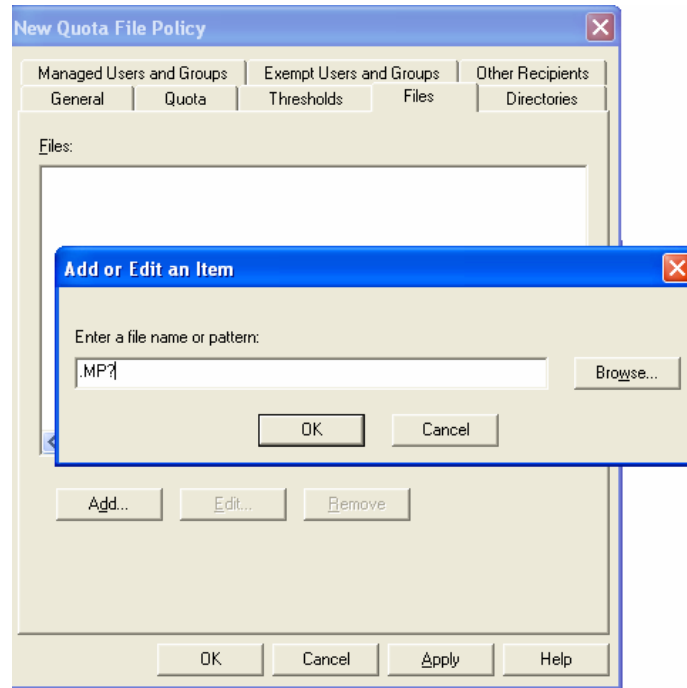 New Quota File Policy
Managed Users and Groups Exempt Users and Groups Other Recipients
General Quota Thresholds Files Directories
Files:
Add or Edit an Item
Enter a file name or pattern:
.MP?
Browse...
OK Cancel
Add... Edit... Remove
OK Cancel Apply Help